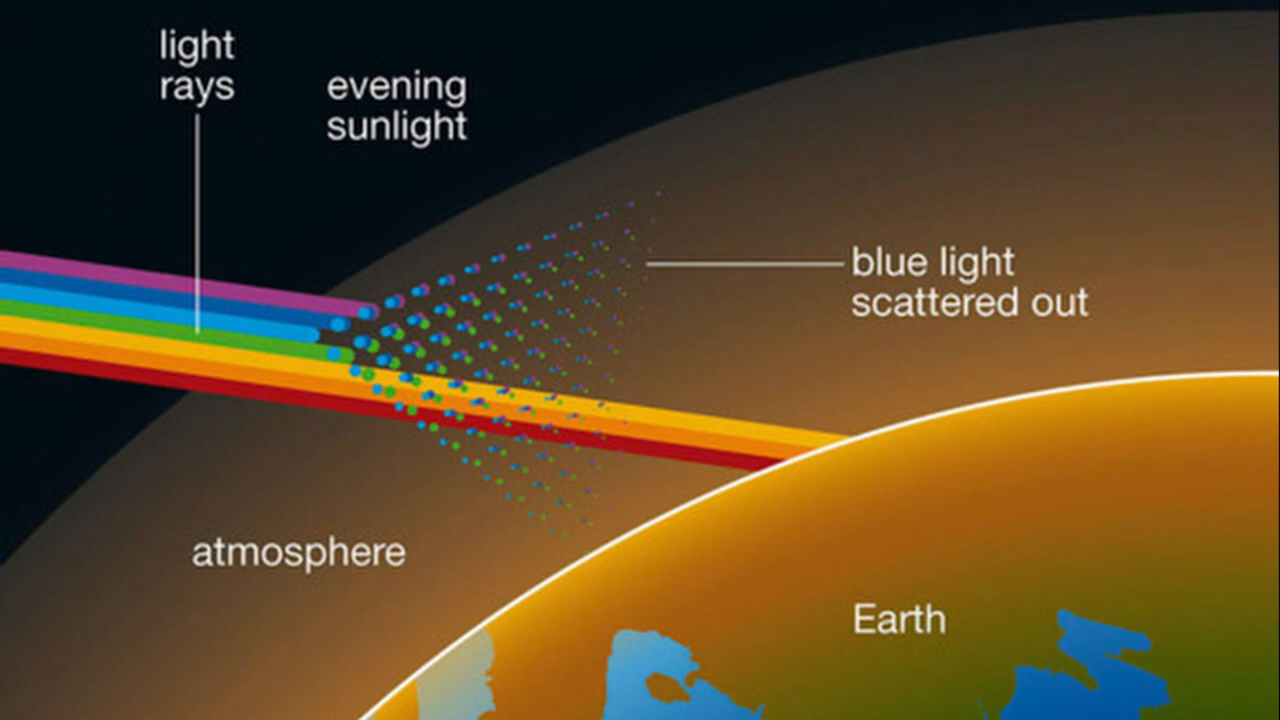 light
rays
evening
sunlight
blue light
scattered out
atmosphere
Earth